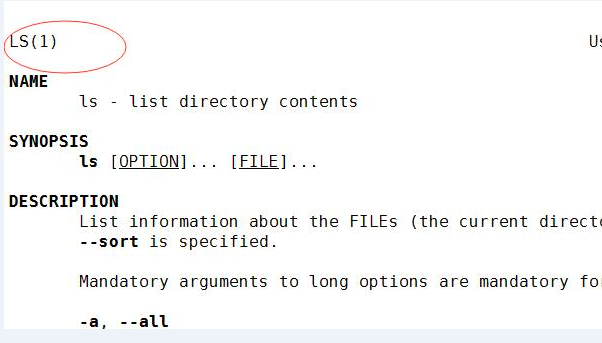 LS(1) Us
NAME
ls - list directory contents
SYNOPSIS
ls [OPTION]... [FILE]...
DESCRIPTION
List information about the FILEs (the current directo
--sort is specified.
Mandatory arguments to long options are mandatory fo
-a, --all